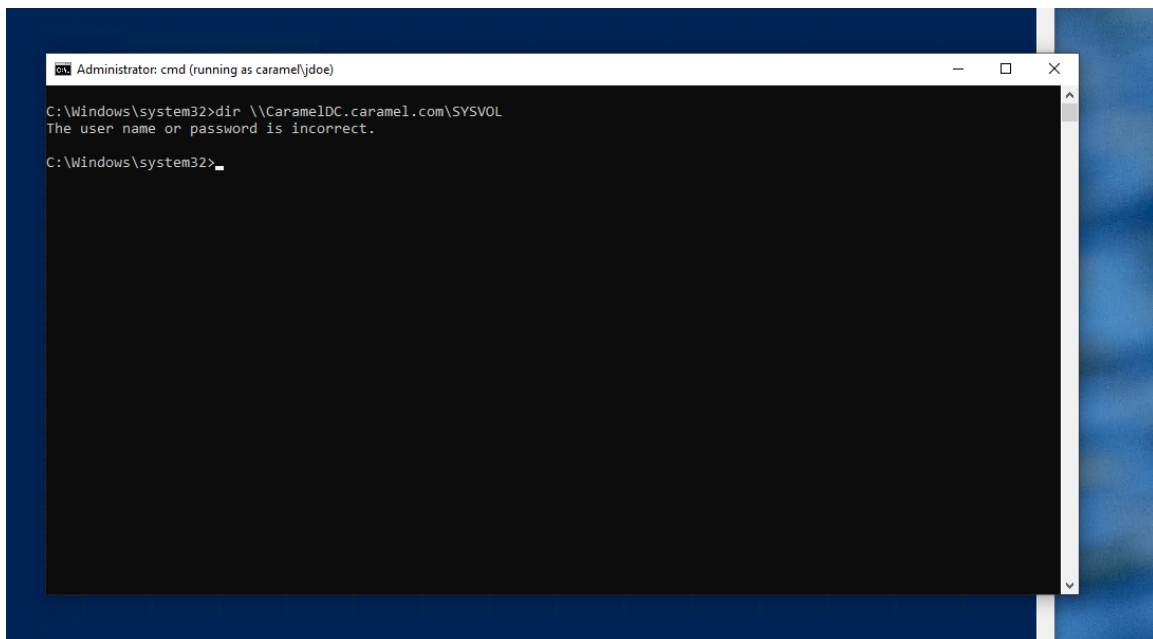 Administrator: cmd (running as caramel\jdoe)
C:\Windows\system32>dir \\CaramelDC.caramel.com\SYSVOL
The user name or password is incorrect.
C:\Windows\system32>